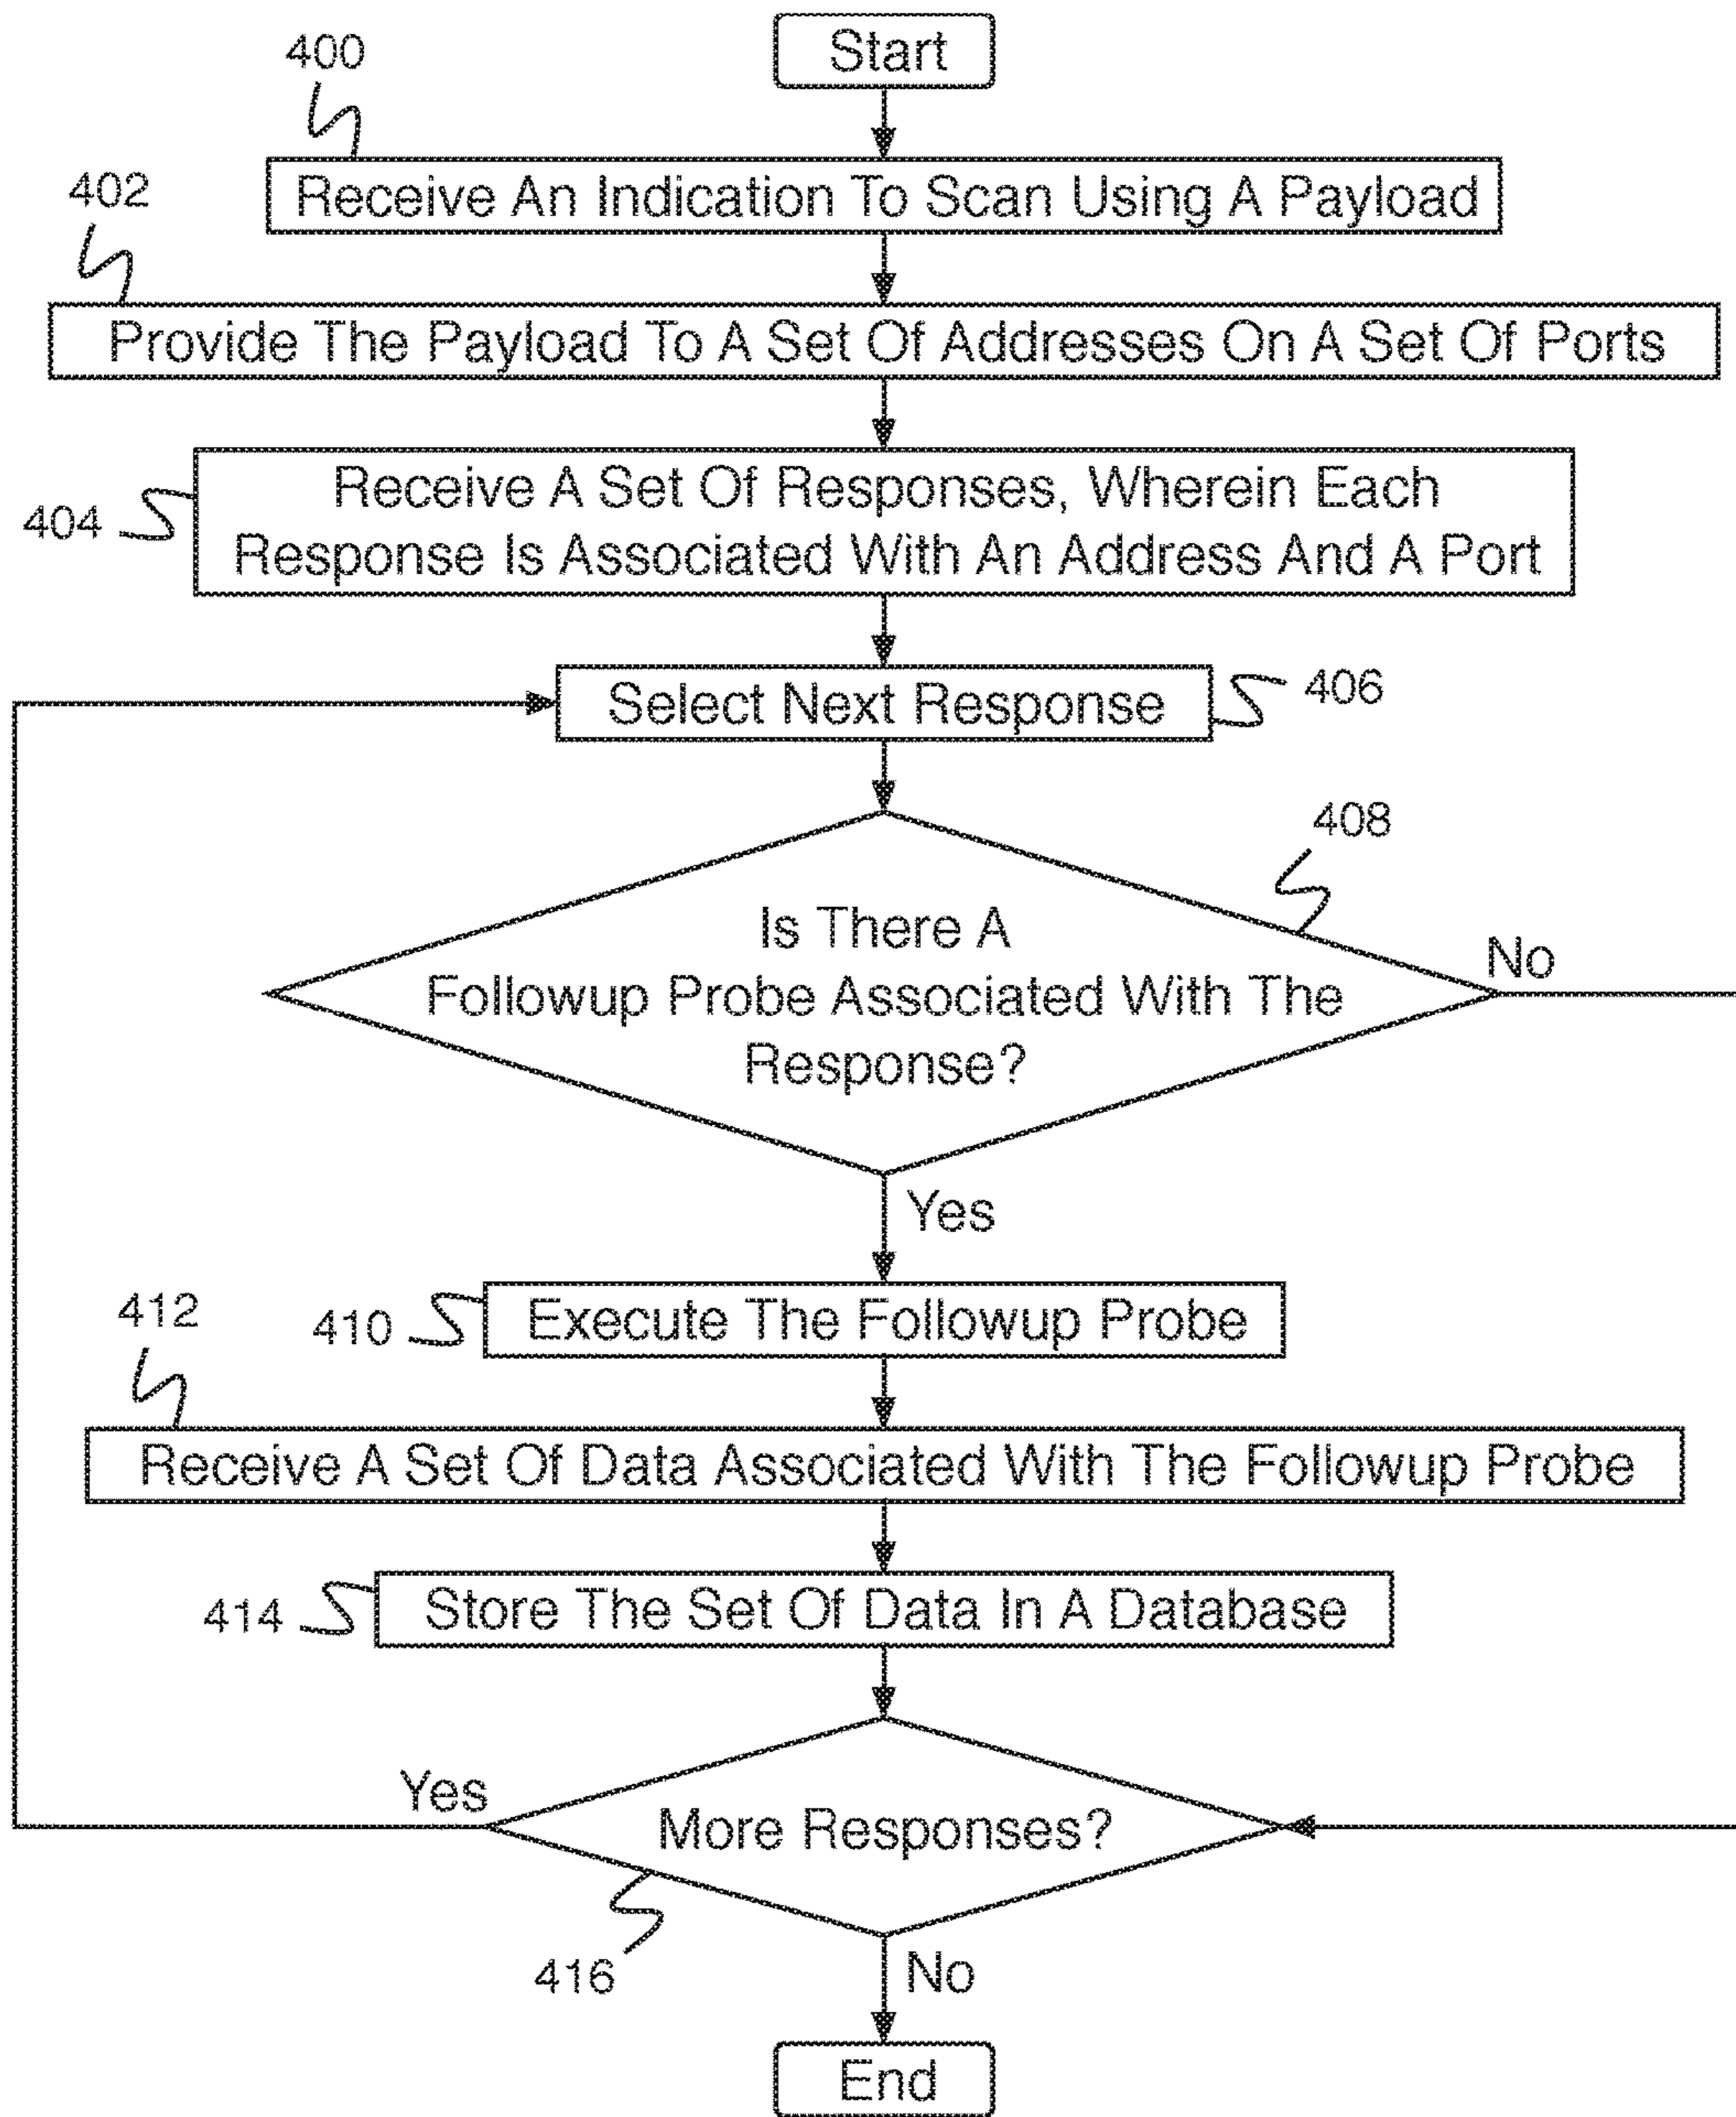 Start
400
Receive An Indication To Scan Using A Payload
402
Provide The Payload To A Set Of Addresses On A Set Of Ports
404
Receive A Set Of Responses, Wherein Each
Response Is Associated With An Address And A Port
Select Next Response
406
408
Is There A
Followup Probe Associated With The
Response?
No
Yes
410
Execute The Followup Probe
412
Receive A Set Of Data Associated With The Followup Probe
414
Store The Set Of Data In A Database
Yes
More Responses?
416
No
End